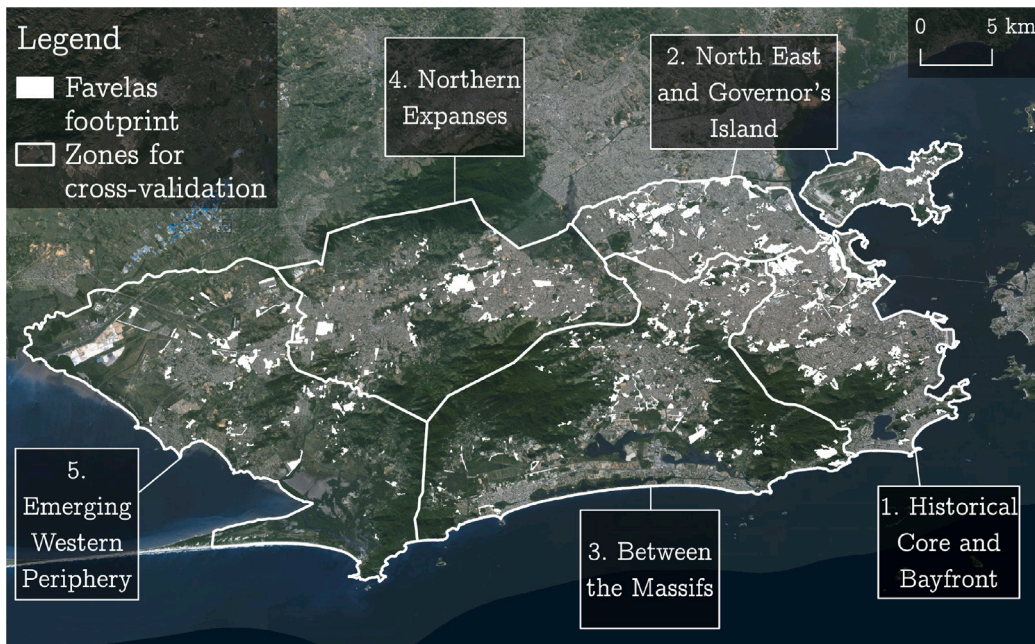 Legend
Favelas
footprint
Zones for
cross-validation
4. Northern
Expanses
2. North East
and Governor's
Island
0 5 km
5.
Emerging
Western
Periphery
3. Between
the Massifs
1. Historical
Core and
Bayfront